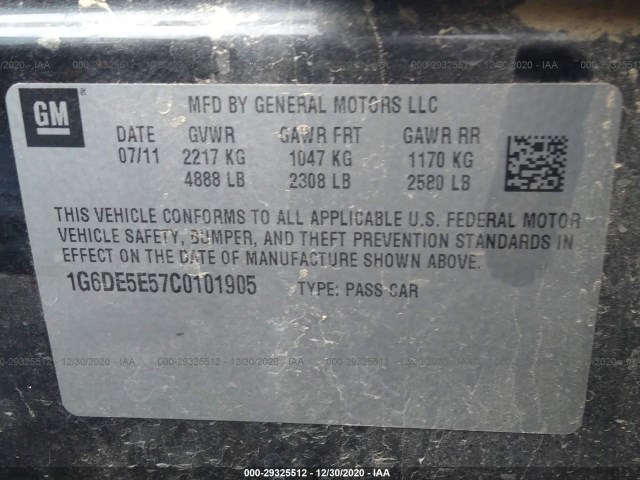 GM®
MFD BY GENERAL MOTORS LLC
DATE GVWR GAWR FRT GAWR RR
07/11 2217 KG 1047 KG 1170 KG
4888 LB 2308 LB 2580 LB
THIS VEHICLE CONFORMS TO ALL APPLICABLE U.S. FEDERAL MOTOR
VEHICLE SAFETY, BUMPER, AND THEFT PREVENTION STANDARDS IN
EFFECT ON THE DATE OF MANUFACTURE SHOWN ABOVE.
1G6DE5E57C0101905 TYPE: PASS CAR
000-29325512 - 12/30/2020 - IAA